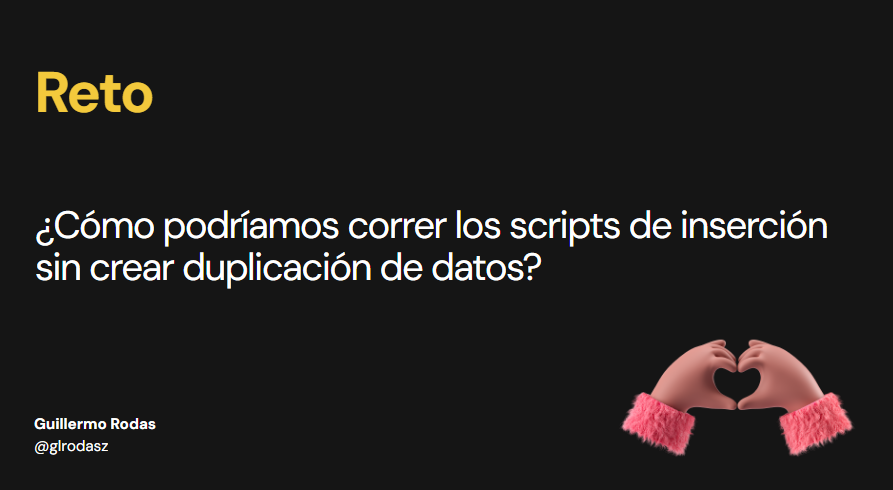 Reto
¿Cómo podríamos correr los scripts de inserción
sin crear duplicación de datos?
Guillermo Rodas
@glrodasz